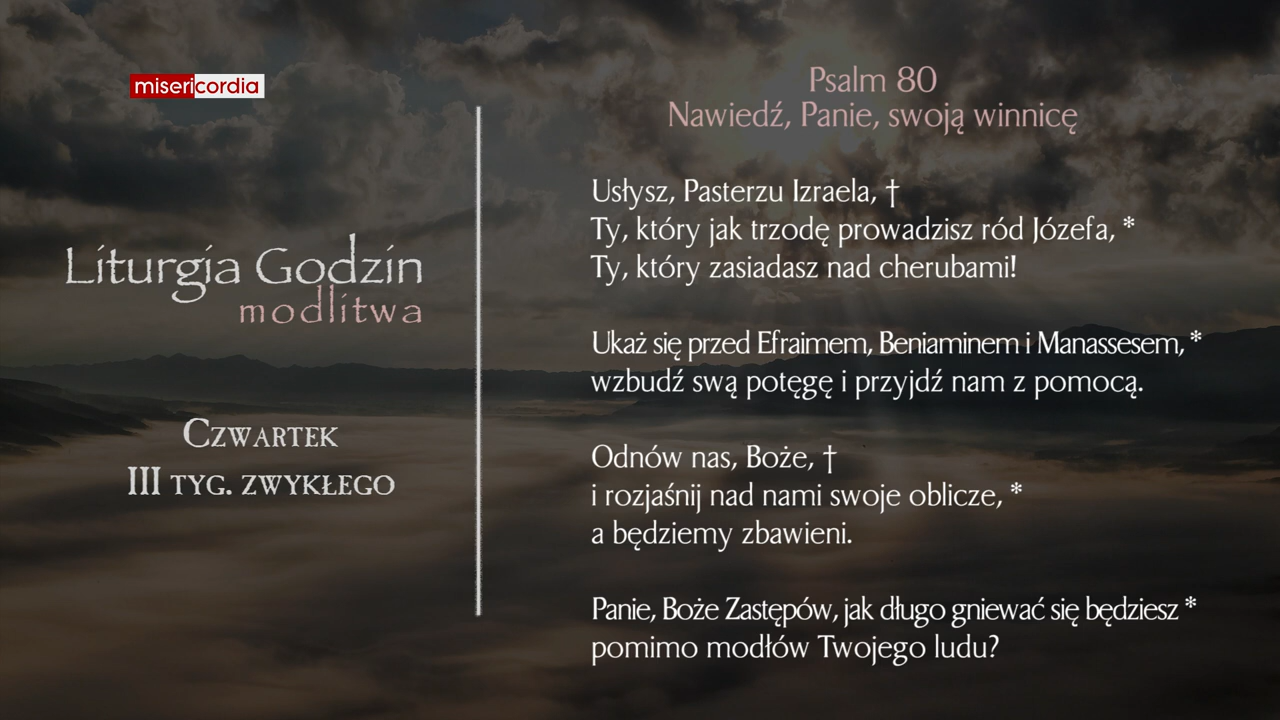 misericordia
Liturgia Godzin
modlitwa
Czwartek
III tyg. zwykłego
Psalm 80
Nawiedź, Panie, swoją winnicę
Usłysz, Pasterzu Izraela, †
Ty, który jak trzodę prowadzisz ród Józefa, *
Ty, który zasiadasz nad cherubami!
Ukaż się przed Efraimem, Beniaminem i Manassesem, *
wzbudź swą potęgę i przyjdź nam z pomocą.
Odnów nas, Boże, †
i rozjaśnij nad nami swoje oblicze, *
a będziemy zbawieni.
Panie, Boże Zastępów, jak długo gniewać się będziesz *
pomimo modłów Twojego ludu?